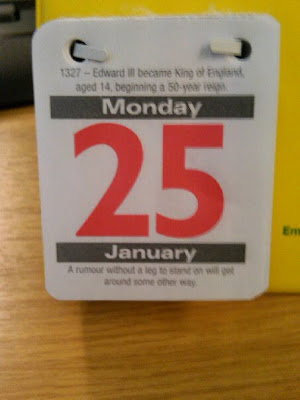 1327 – Edward III became King of England,
aged 14, beginning a 50-year reign.
Monday
25
January
A rumour without a leg to stand on will get
around some other way.
Em